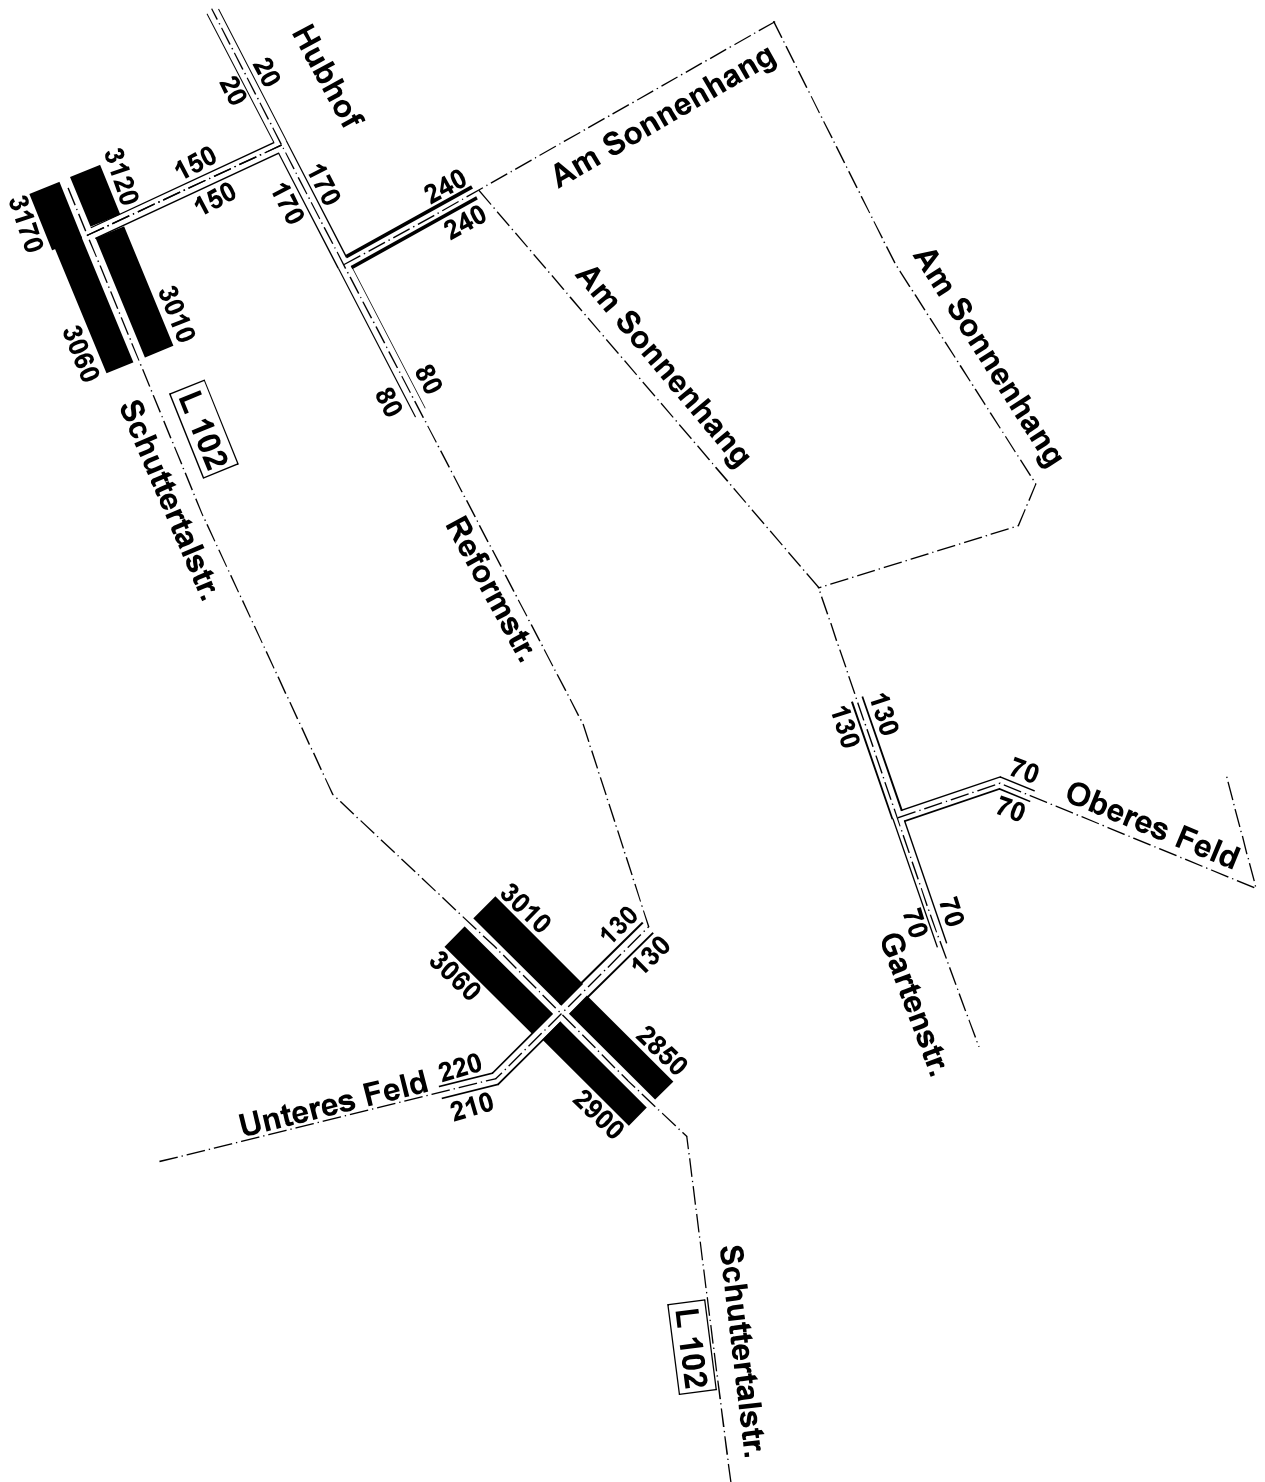 Hubhof
20
20
Am Sonnenhang
3120
150
150
170
170
240
240
3170
3010
3060
80
80
Am Sonnenhang
Am Sonnenhang
L 102
Schuttertalstr.
Reformstr.
130
130
70
70
Oberes Feld
70
70
Gartenstr.
3010
3060
130
130
2850
2900
220
210
Unteres Feld
Schuttertalstr.
L 102